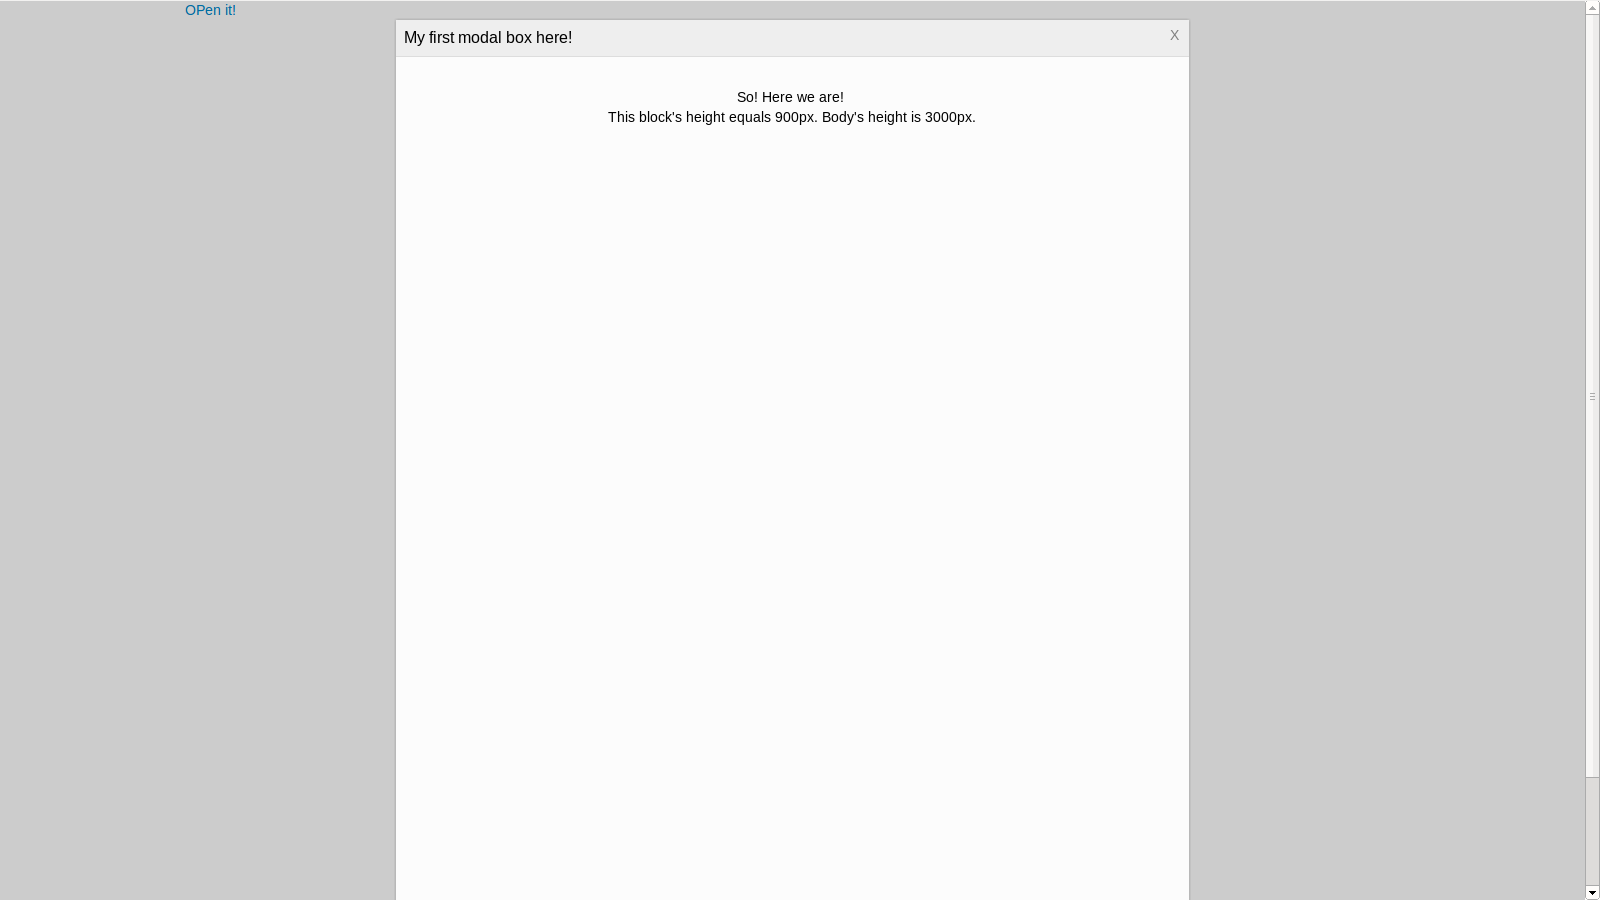 OPen it!
My first modal box here!
X
So! Here we are!
This block's height equals 900px. Body's height is 3000px.